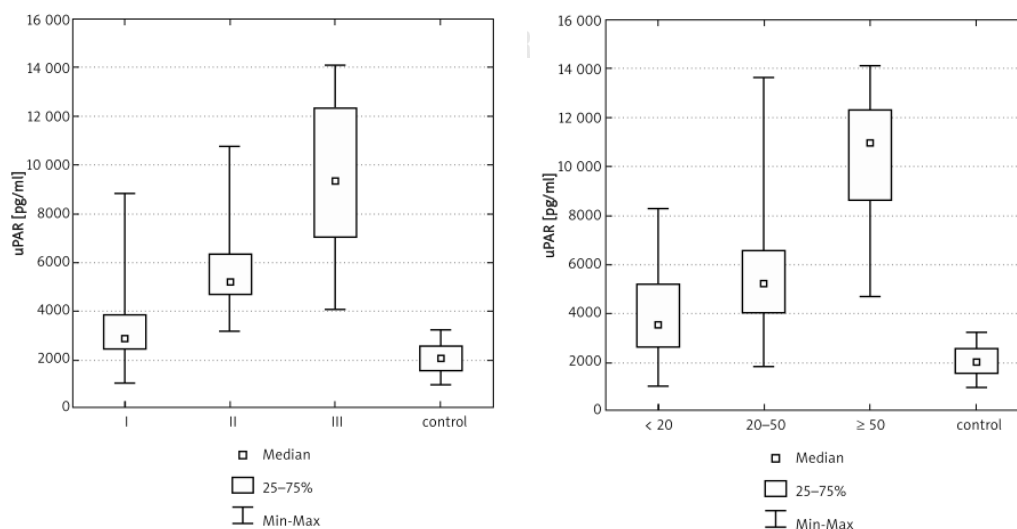 16 000
14 000
12 000
10 000
8000
6000
4000
2000
0
uPAR [pg/ml]
I II III control
Median
25–75%
Min-Max
16 000
14 000
12 000
10 000
8000
6000
4000
2000
0
uPAR [pg/ml]
< 20 20–50 ≥ 50 control
Median
25–75%
Min-Max